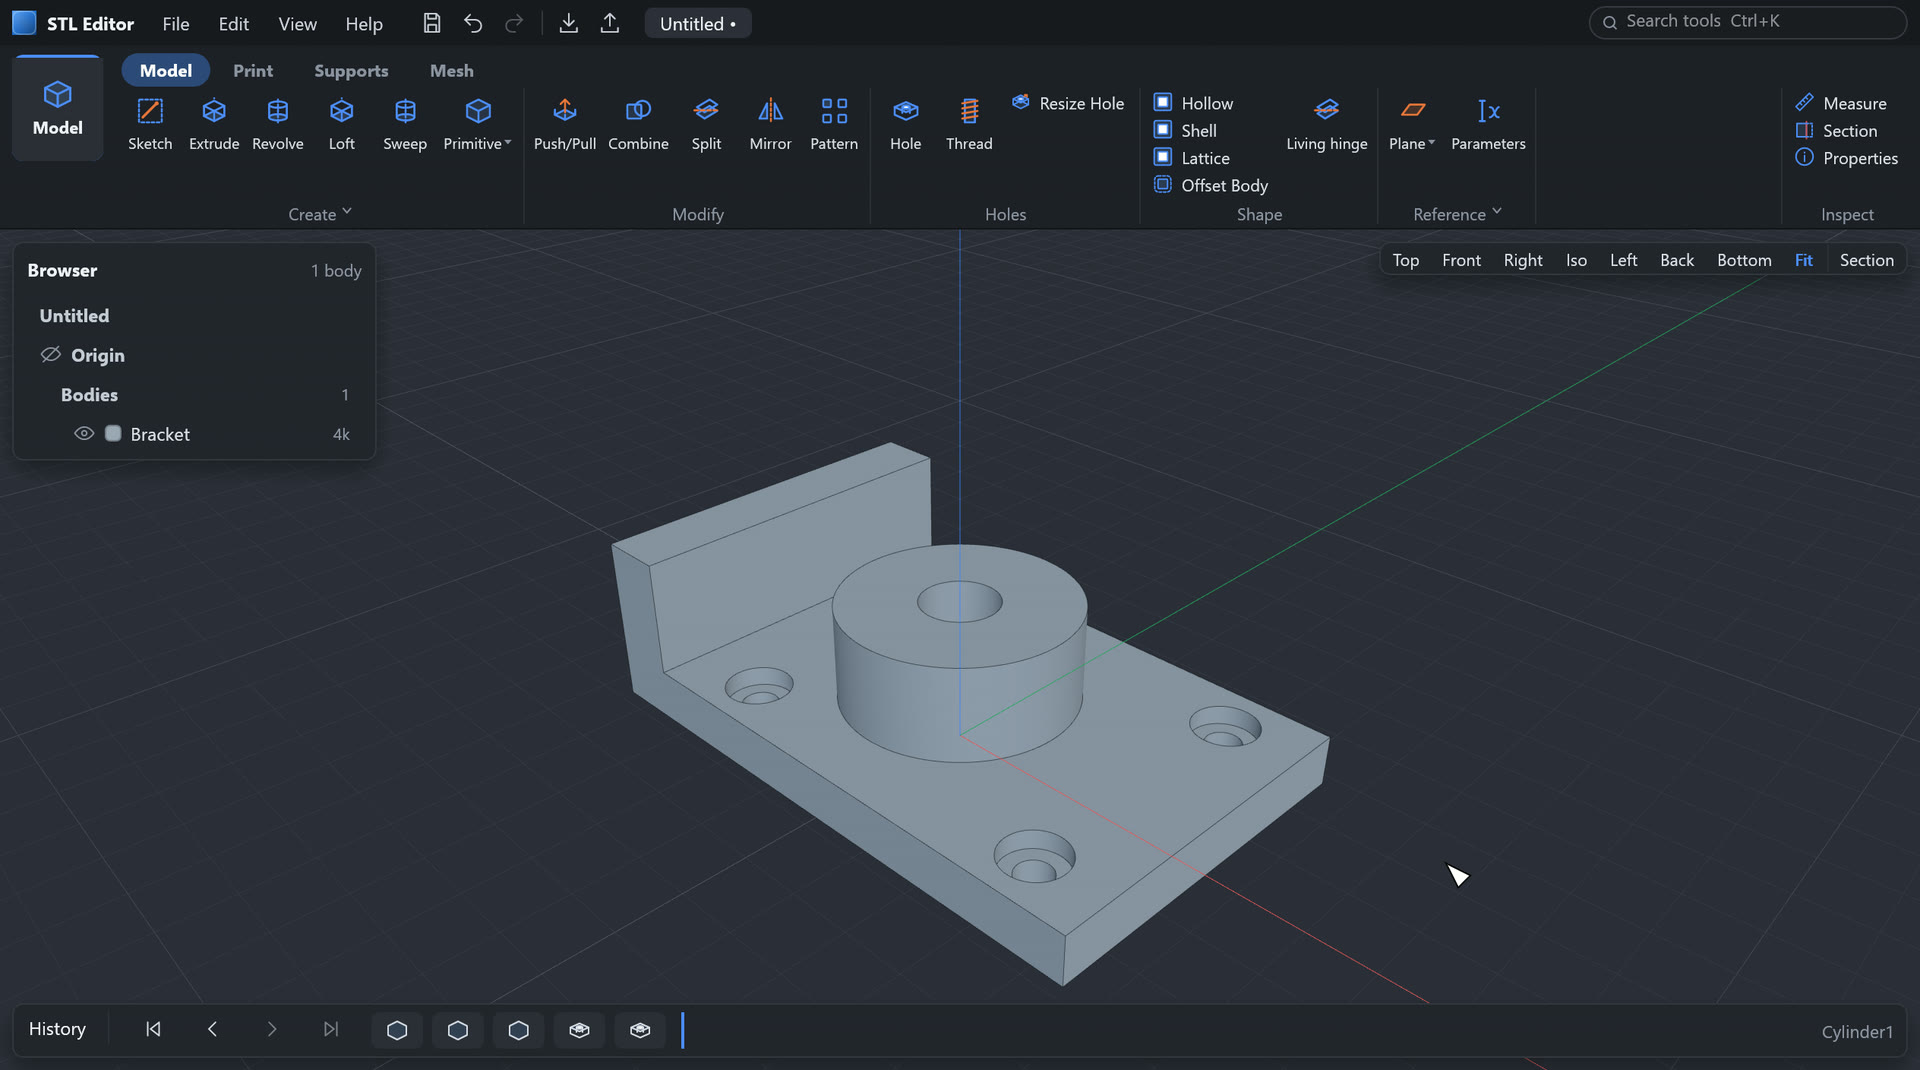 STL Editor File Edit View Help Untitled • Search tools Ctrl+K
Model
Model Print Supports Mesh
Sketch Extrude Revolve Loft Sweep Primitive
Create
Push/Pull Combine Split Mirror Pattern
Modify
Hole Thread Resize Hole
Holes
Hollow
Shell
Lattice
Offset Body
Living hinge
Shape
Plane Parameters
Reference
Measure
Section
Properties
Inspect
Browser 1 body
Untitled
Origin
Bodies 1
Bracket 4k
Top Front Right Iso Left Back Bottom Fit Section
History Cylinder1